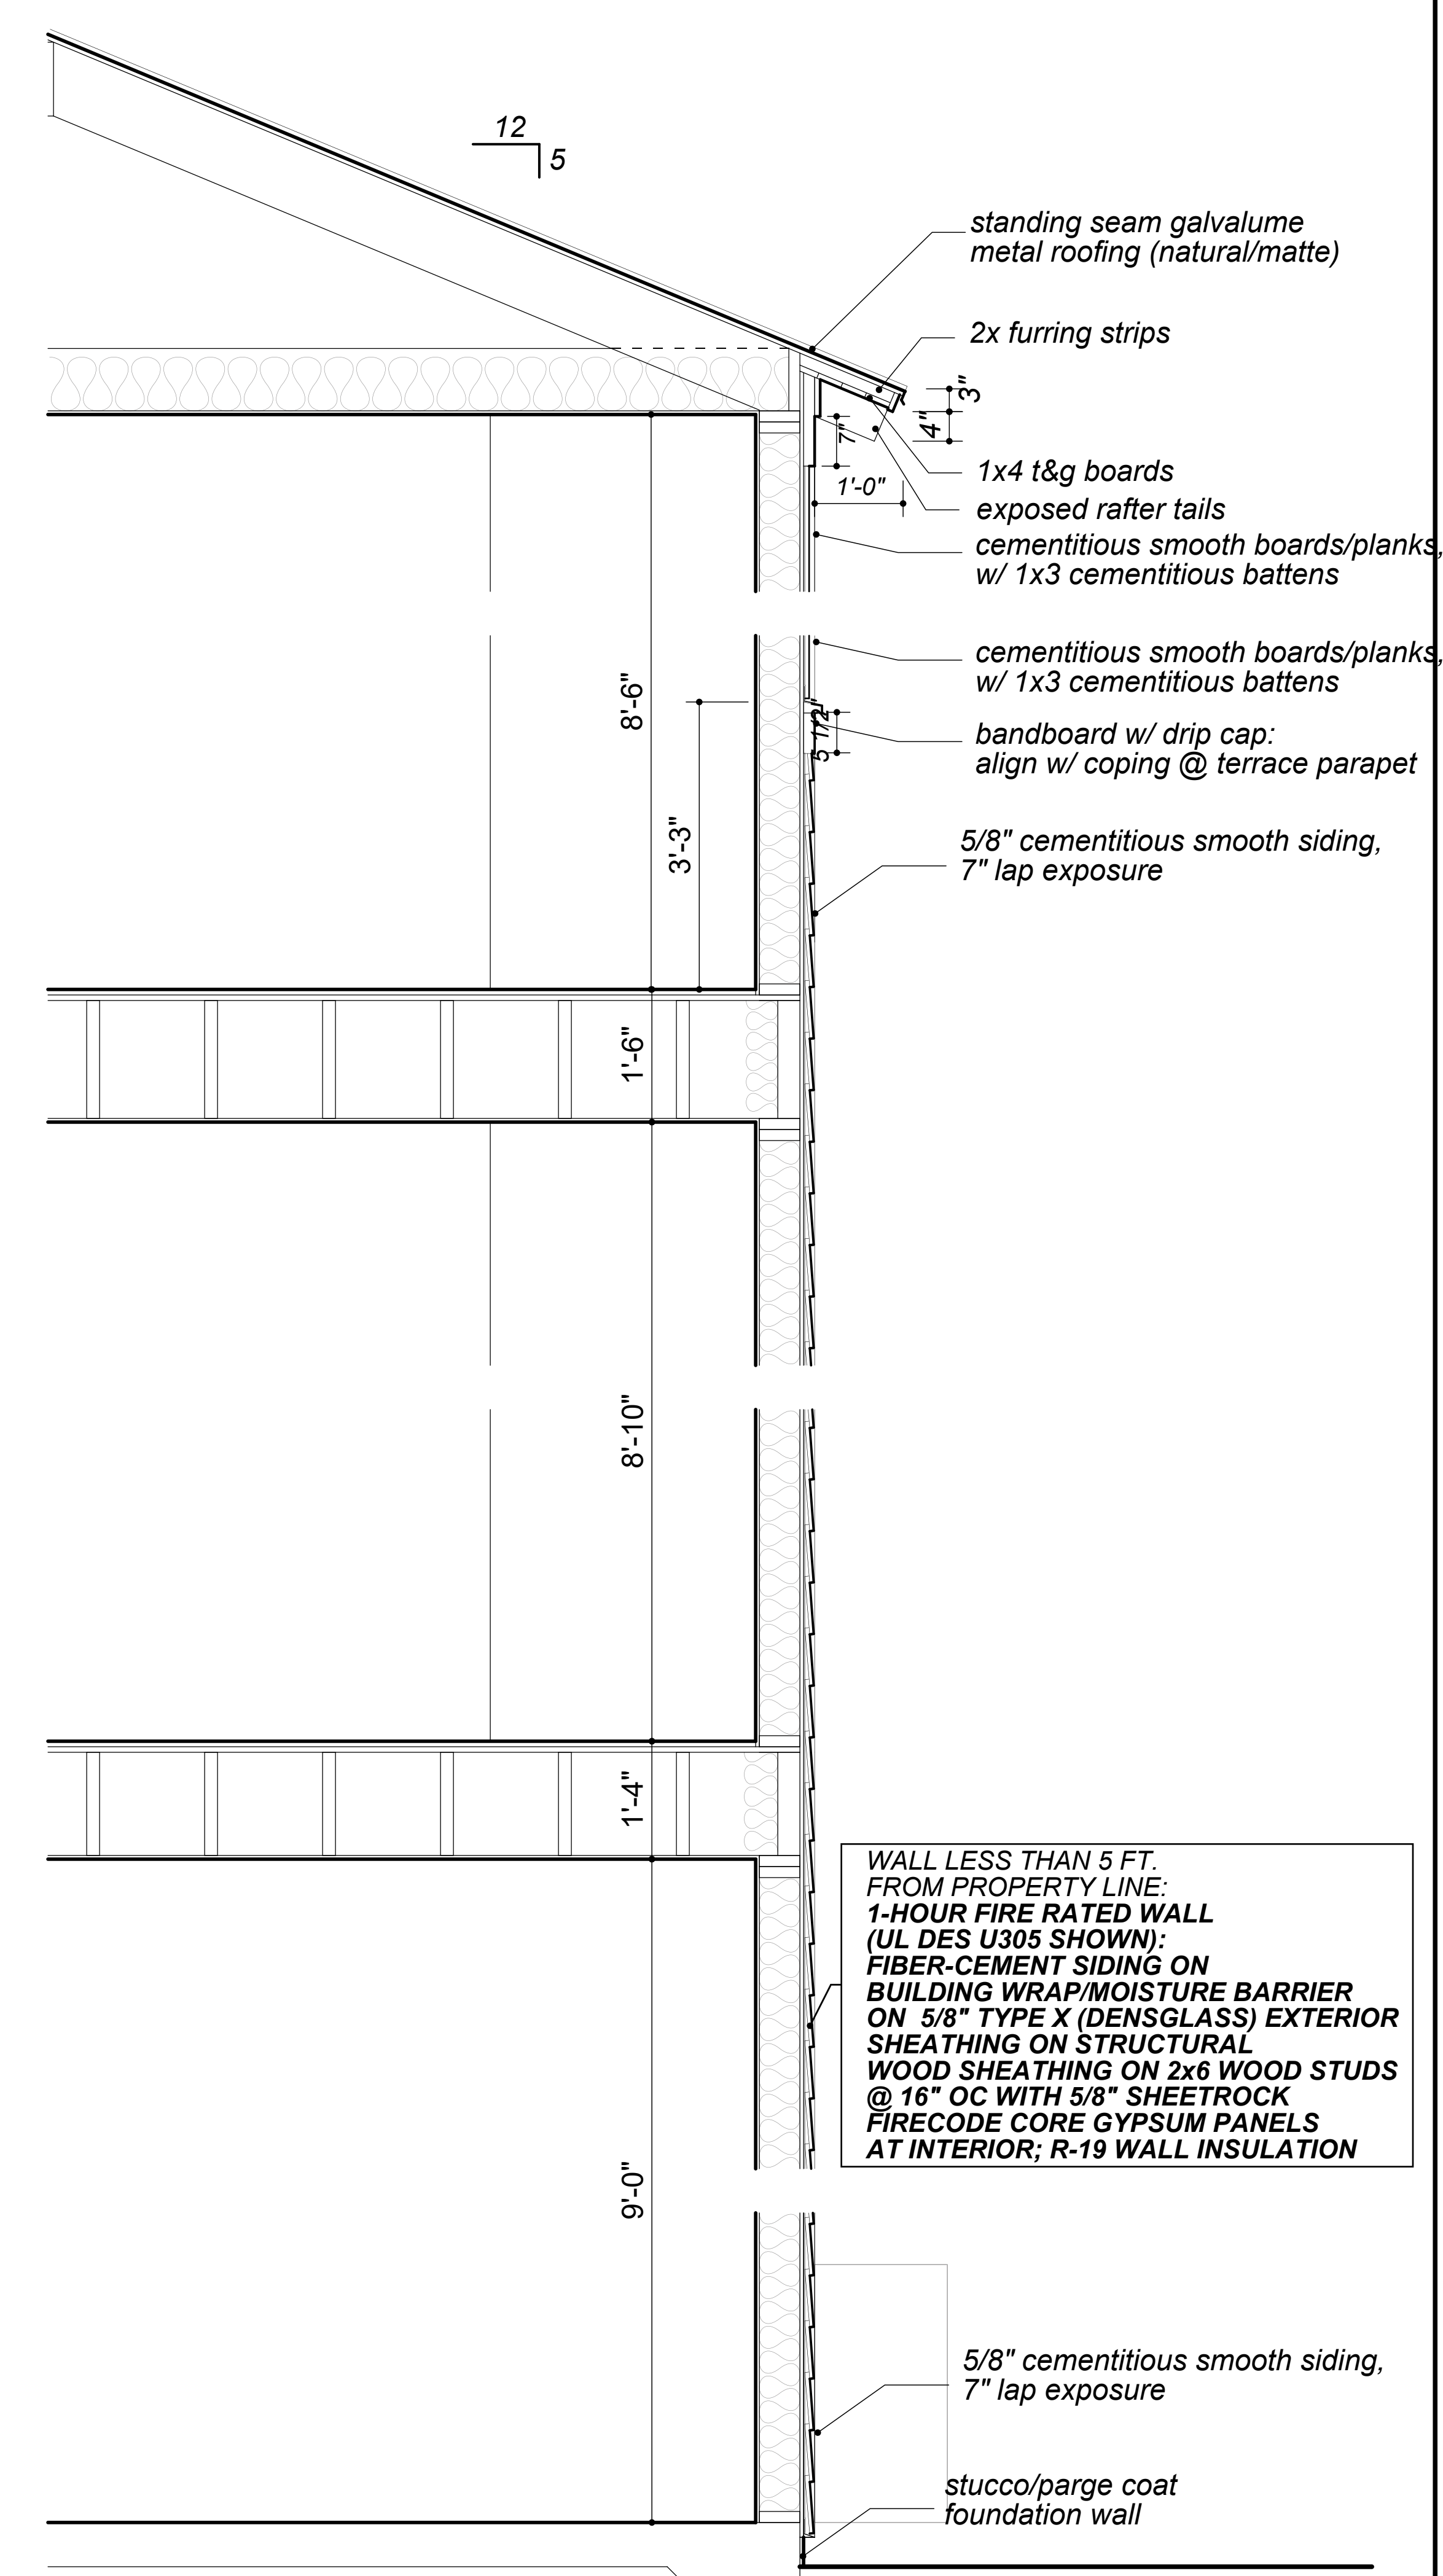 12
5
standing seam galvalume
metal roofing (natural/matte)
2x furring strips
3"
4"
7"
1'-0"
1x4 t&g boards
exposed rafter tails
cementitious smooth boards/planks,
w/ 1x3 cementitious battens
cementitious smooth boards/planks,
w/ 1x3 cementitious battens
8'-6"
5 1/2"
bandboard w/ drip cap:
align w/ coping @ terrace parapet
3'-3"
5/8" cementitious smooth siding,
7" lap exposure
1'-6"
8'-10"
1'-4"
WALL LESS THAN 5 FT.
FROM PROPERTY LINE:
1-HOUR FIRE RATED WALL
(UL DES U305 SHOWN):
FIBER-CEMENT SIDING ON
BUILDING WRAP/MOISTURE BARRIER
ON 5/8" TYPE X (DENSGLASS) EXTERIOR
SHEATHING ON STRUCTURAL
WOOD SHEATHING ON 2x6 WOOD STUDS
@ 16" OC WITH 5/8" SHEETROCK
FIRECODE CORE GYPSUM PANELS
AT INTERIOR; R-19 WALL INSULATION
9'-0"
5/8" cementitious smooth siding,
7" lap exposure
stucco/parge coat
foundation wall